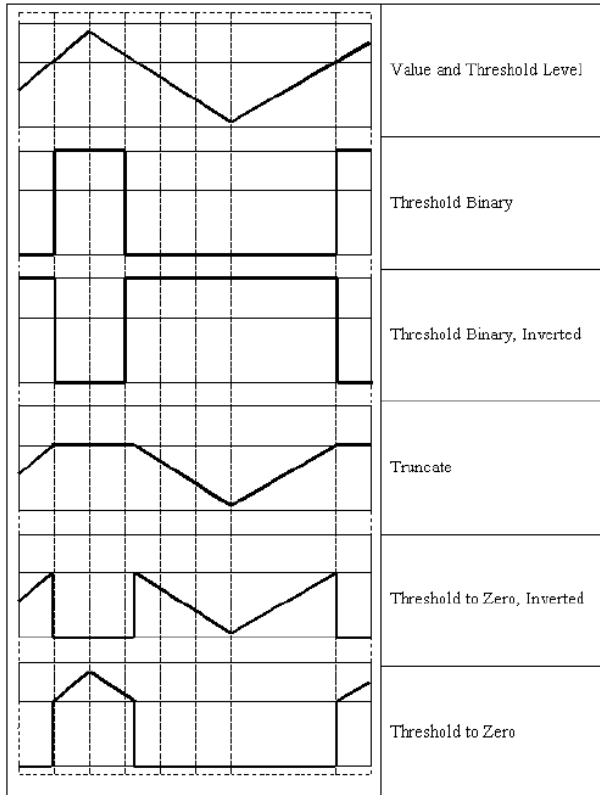 Value and Threshold Level
Threshold Binary
Threshold Binary, Inverted
Truncate
Threshold to Zero, Inverted
Threshold to Zero